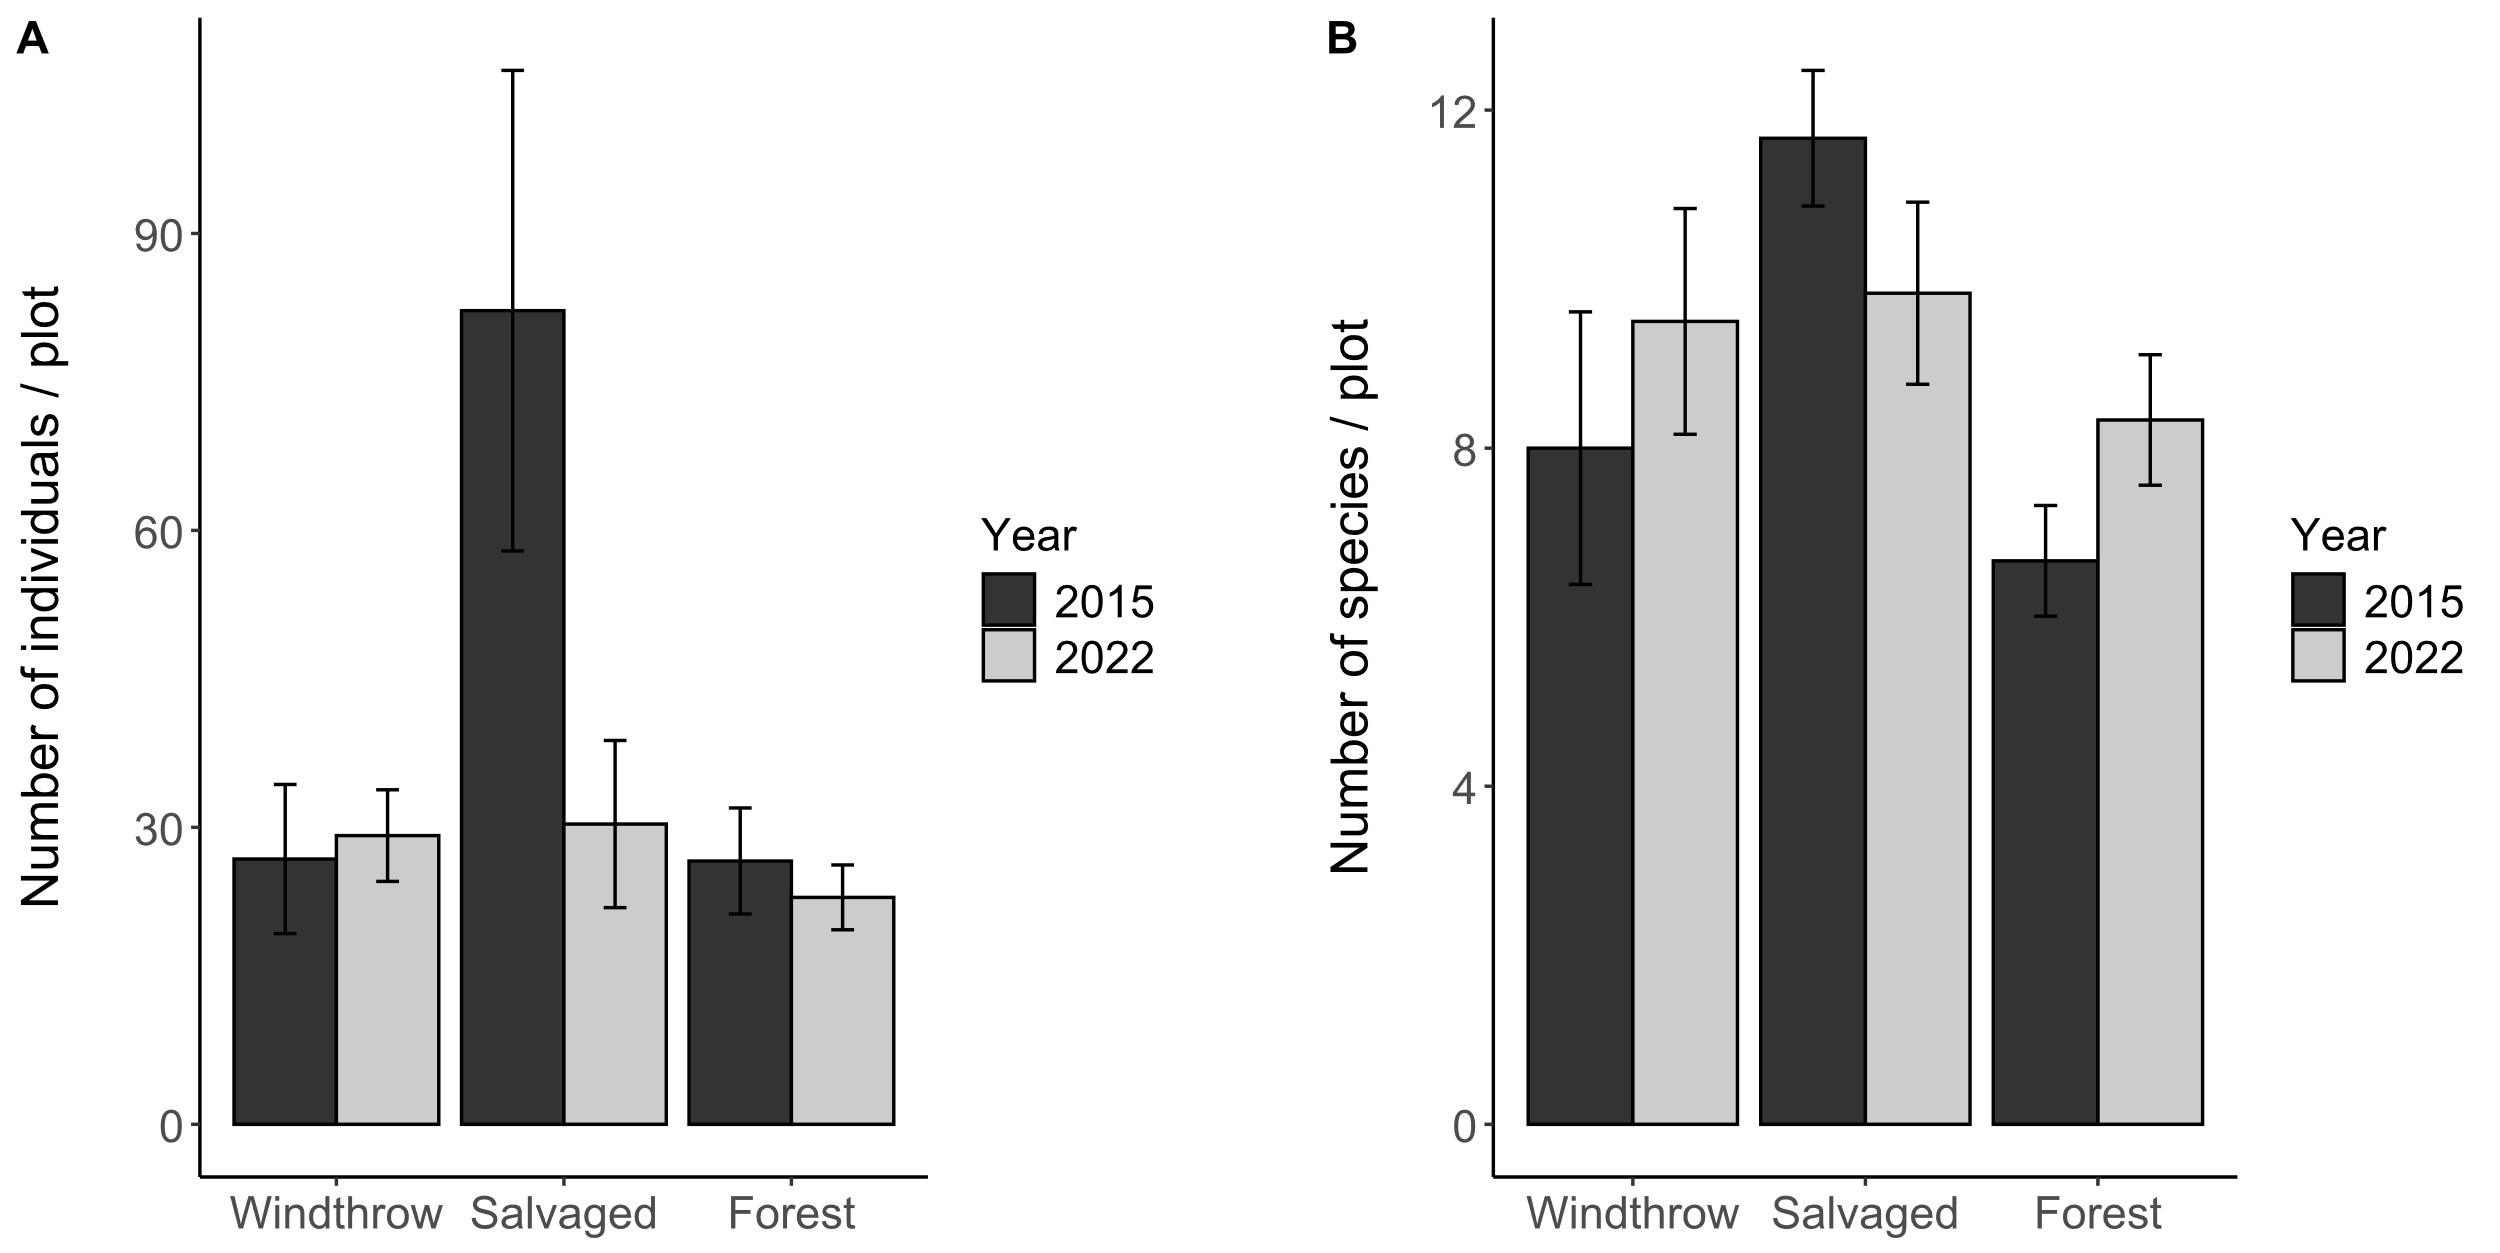 A
Number of individuals / plot
90
60
30
0
Windthrow Salvaged Forest
Year
2015
2022
B
Number of species / plot
12
8
4
0
Windthrow Salvaged Forest
Year
2015
2022